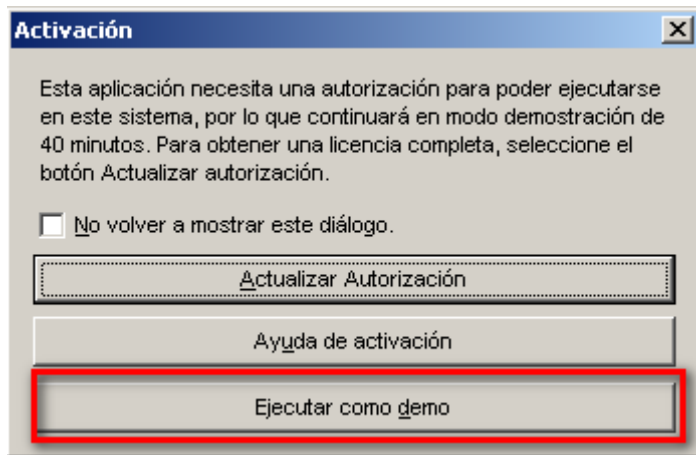 Activación
Esta aplicación necesita una autorización para poder ejecutarse
en este sistema, por lo que continuará en modo demostración de
40 minutos. Para obtener una licencia completa, seleccione el
botón Actualizar autorización.
No volver a mostrar este diálogo.
Actualizar Autorización
Ayuda de activación
Ejecutar como demo